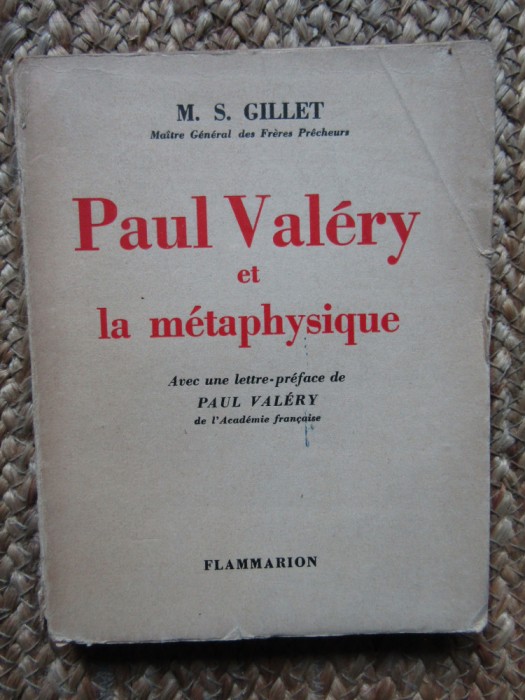 M. S. GILLET
Maître Général des Frères Prêcheurs
Paul Valéry
et
la métaphysique
Avec une lettre-préface de
PAUL VALÉRY
de l'Académie française
FLAMMARION